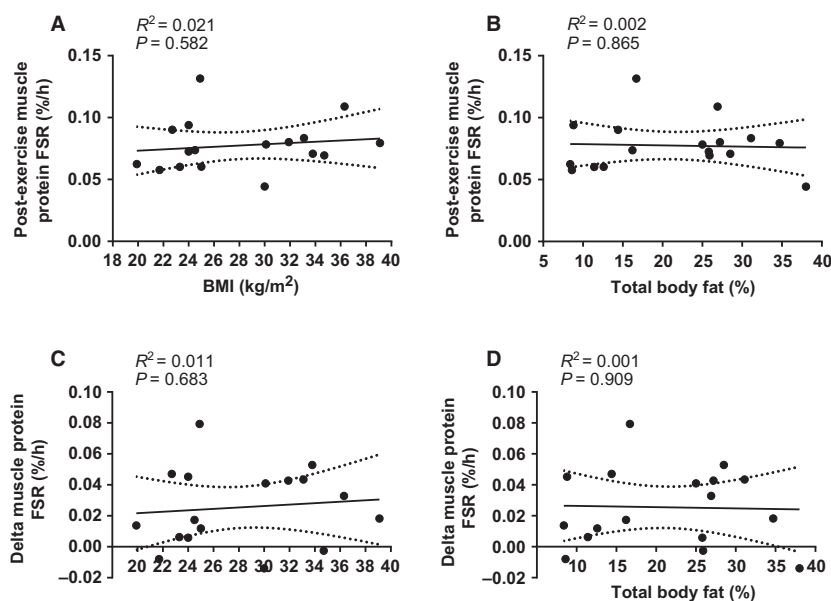 A
R² = 0.021
P = 0.582
Post-exercise muscle
protein FSR (%/h)
0.15
0.10
0.05
0.00
18 20 22 24 26 28 30 32 34 36 38 40
BMI (kg/m²)
B
R² = 0.002
P = 0.865
Post-exercise muscle
protein FSR (%/h)
0.15
0.10
0.05
0.00
5 10 15 20 25 30 35 40
Total body fat (%)
C
R² = 0.011
P = 0.683
Delta muscle protein
FSR (%/h)
0.10
0.08
0.06
0.04
0.02
0.00
−0.02
20 22 24 26 28 30 32 34 36 38 40
D
R² = 0.001
P = 0.909
Delta muscle protein
FSR (%/h)
0.10
0.08
0.06
0.04
0.02
0.00
−0.02
10 15 20 25 30 35 40
Total body fat (%)